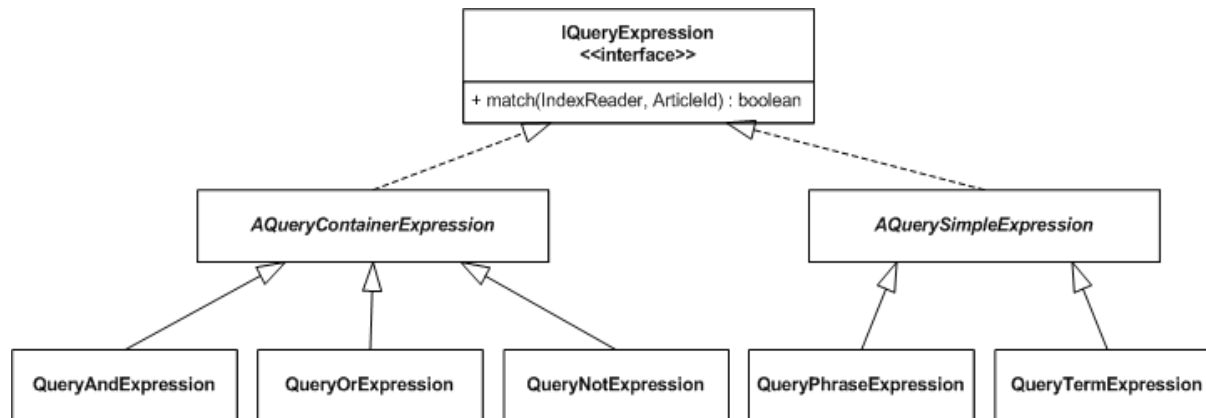 IQueryExpression
<<interface>>
+ match(IndexReader, ArticleId) : boolean
AQueryContainerExpression
AQuerySimpleExpression
QueryAndExpression
QueryOrExpression
QueryNotExpression
QueryPhraseExpression
QueryTermExpression